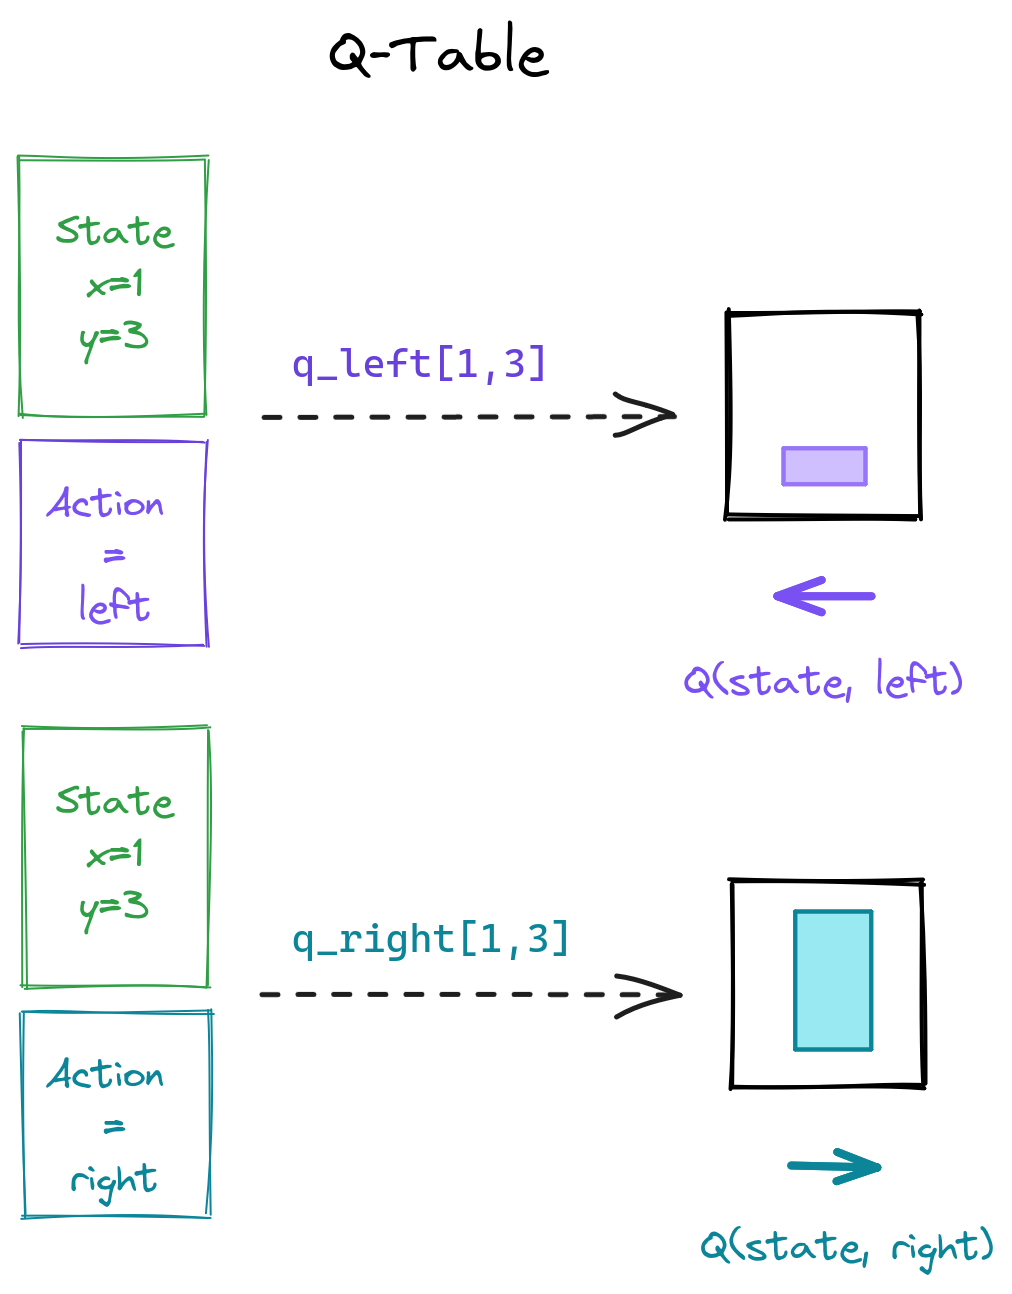 Q-Table
State
x=1
y=3
q_left[1,3]
Action
=
left
Q(state, left)
State
x=1
y=3
q_right[1,3]
Action
=
right
Q(state, right)